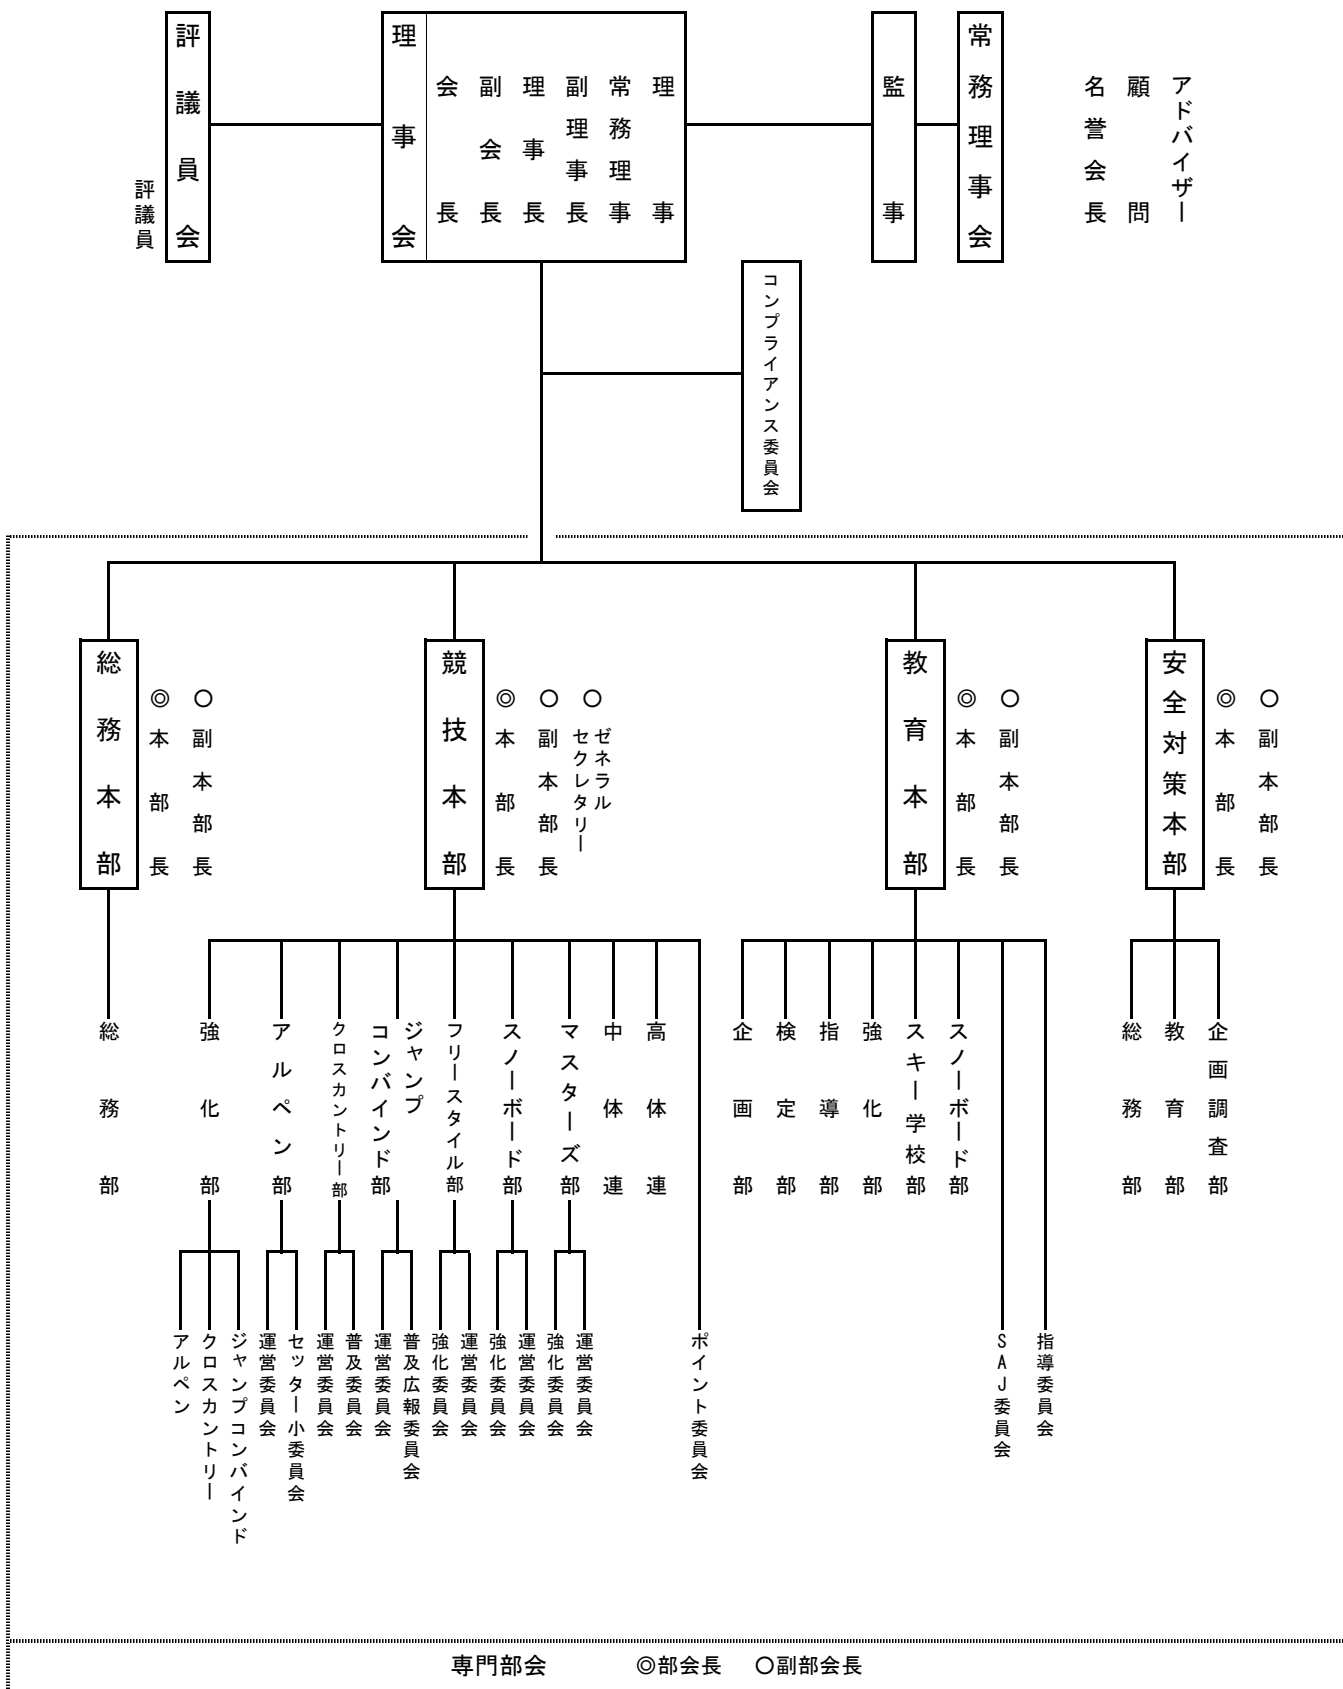 評議員会
評議員
理事会
会長
副会長
理事長
副理事長
常務理事
理事
監事
常務理事会
名誉会長
顧問
アドバイザー
コンプライアンス委員会
総務本部
◎本部長
○副本部長
競技本部
◎本部長
○副本部長
○ゼネラル
セクレタリー
教育本部
◎本部長
○副本部長
安全対策本部
◎本部長
○副本部長
総務部
強化部
アルペン部
クロスカントリー部
ジャンプ
コンバインド部
フリースタイル部
スノーボード部
マスターズ部
中体連
高体連
企画部
検定部
指導部
強化部
スキー学校部
スノーボード部
総務部
教育部
企画調査部
アルペン
クロスカントリー
ジャンプコンバインド
運営委員会
セッター小委員会
運営委員会
普及委員会
運営委員会
普及広報委員会
強化委員会
運営委員会
強化委員会
運営委員会
強化委員会
運営委員会
ポイント委員会
SAJ委員会
指導委員会
専門部会 ◎部会長 ○副部会長